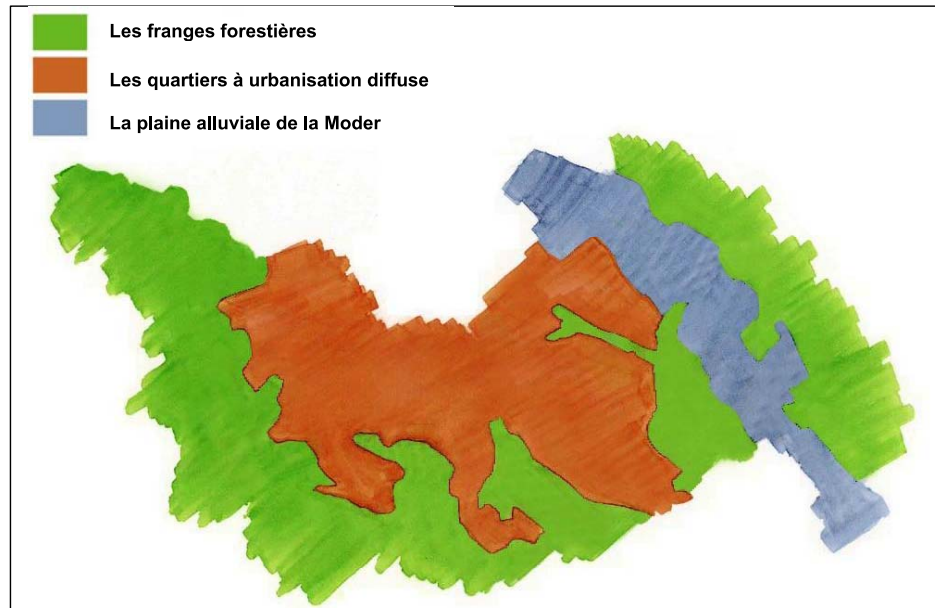 Les franges forestières
Les quartiers à urbanisation diffuse
La plaine alluviale de la Moder